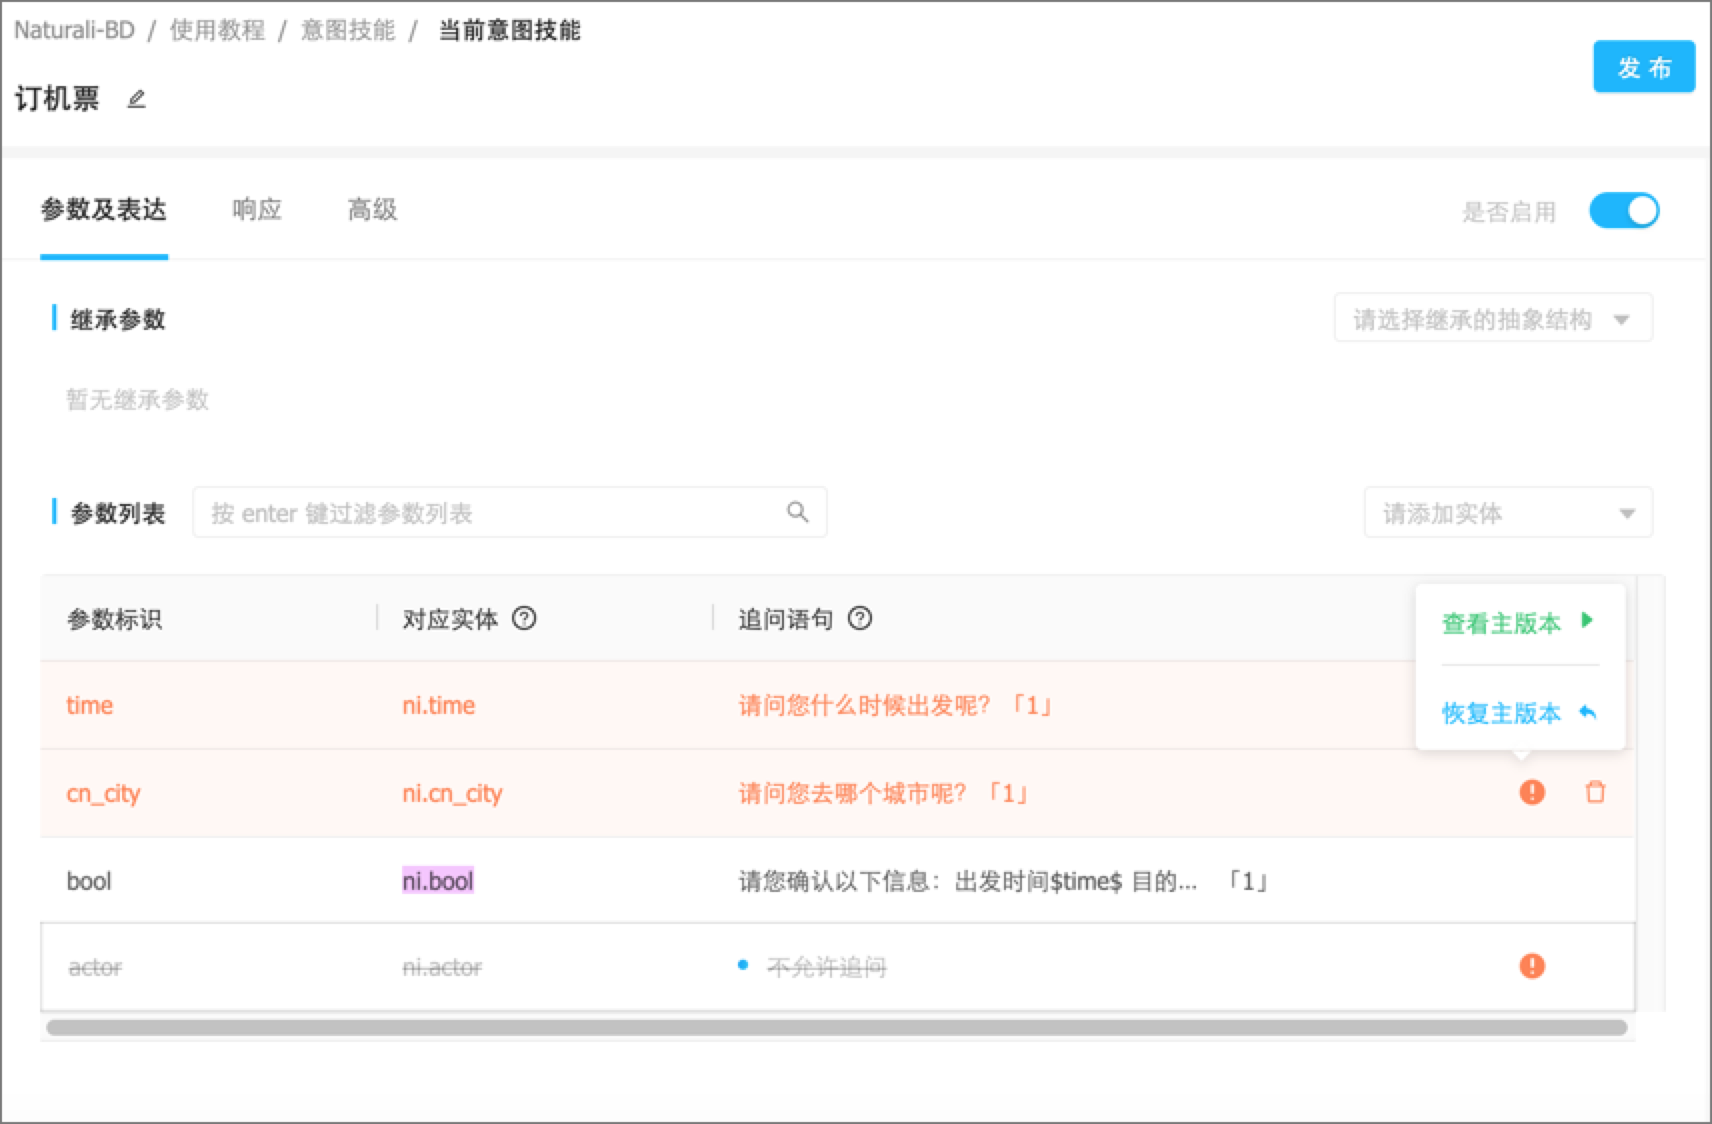 Naturali-BD / 使用教程 / 意图技能 / 当前意图技能
发 布
订机票
参数及表达 响应 高级 是否启用
继承参数 请选择继承的抽象结构
暂无继承参数
参数列表 按 enter 键过滤参数列表 请添加实体
参数标识 对应实体 ? 追问语句 ?
查看主版本
time ni.time 请问您什么时候出发呢?「1」
恢复主版本
cn_city ni.cn_city 请问您去哪个城市呢?「1」
bool ni.bool 请您确认以下信息：出发时间$time$ 目的... 「1」
actor ni.actor 不允许追问